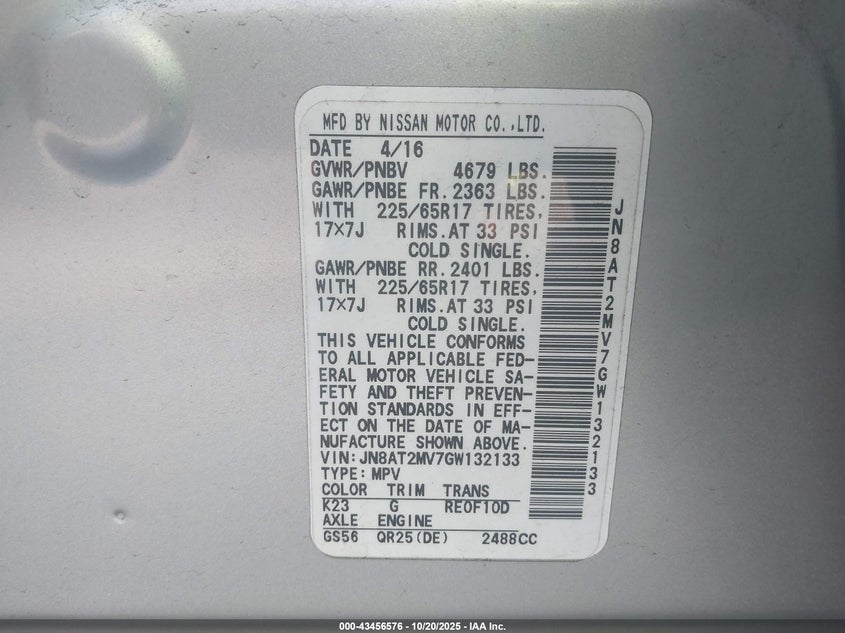 MFD BY NISSAN MOTOR CO.,LTD.
DATE 4/16
GVWR/PNBV 4679 LBS.
GAWR/PNBE FR. 2363 LBS.
WITH 225/65R17 TIRES,
17×7J RIMS.AT 33 PSI
COLD SINGLE.
GAWR/PNBE RR. 2401 LBS.
WITH 225/65R17 TIRES,
17×7J RIMS.AT 33 PSI
COLD SINGLE.
THIS VEHICLE CONFORMS
TO ALL APPLICABLE FED-
ERAL MOTOR VEHICLE SA-
FETY AND THEFT PREVEN-
TION STANDARDS IN EFF-
ECT ON THE DATE OF MA-
NUFACTURE SHOWN ABOVE.
VIN:JN8AT2MV7GW132133
TYPE:MPV
COLOR TRIM TRANS
K23 G RE0F10D
AXLE ENGINE
GS56 QR25(DE) 2488CC
JN8AT2MV7GW132133
000-43456576 - 10/20/2025 - IAA Inc.